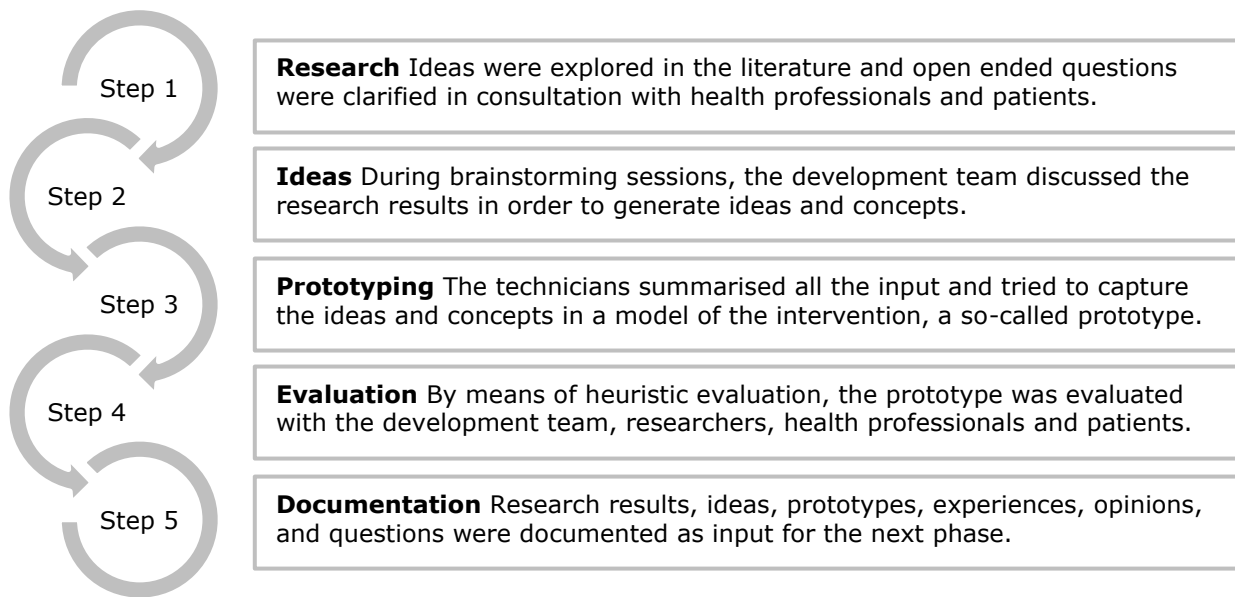 Step 1
Research Ideas were explored in the literature and open ended questions
were clarified in consultation with health professionals and patients.
Step 2
Ideas During brainstorming sessions, the development team discussed the
research results in order to generate ideas and concepts.
Step 3
Prototyping The technicians summarised all the input and tried to capture
the ideas and concepts in a model of the intervention, a so-called prototype.
Step 4
Evaluation By means of heuristic evaluation, the prototype was evaluated
with the development team, researchers, health professionals and patients.
Step 5
Documentation Research results, ideas, prototypes, experiences, opinions,
and questions were documented as input for the next phase.